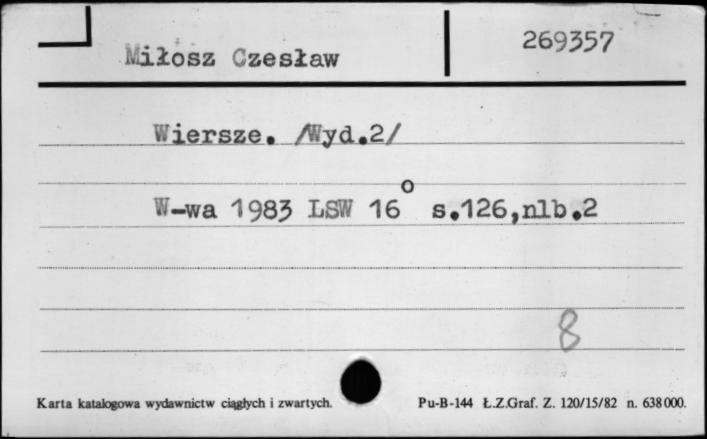 Miłosz Czesław 269357
Wiersze. /Wyd.2/
W-wa 1983 LSW 16° s.126,nlb.2
8
Karta katalogowa wydawnictw ciągłych i zwartych. Pu-B-144 Ł.Z.Graf. Z. 120/15/82 n. 638000.